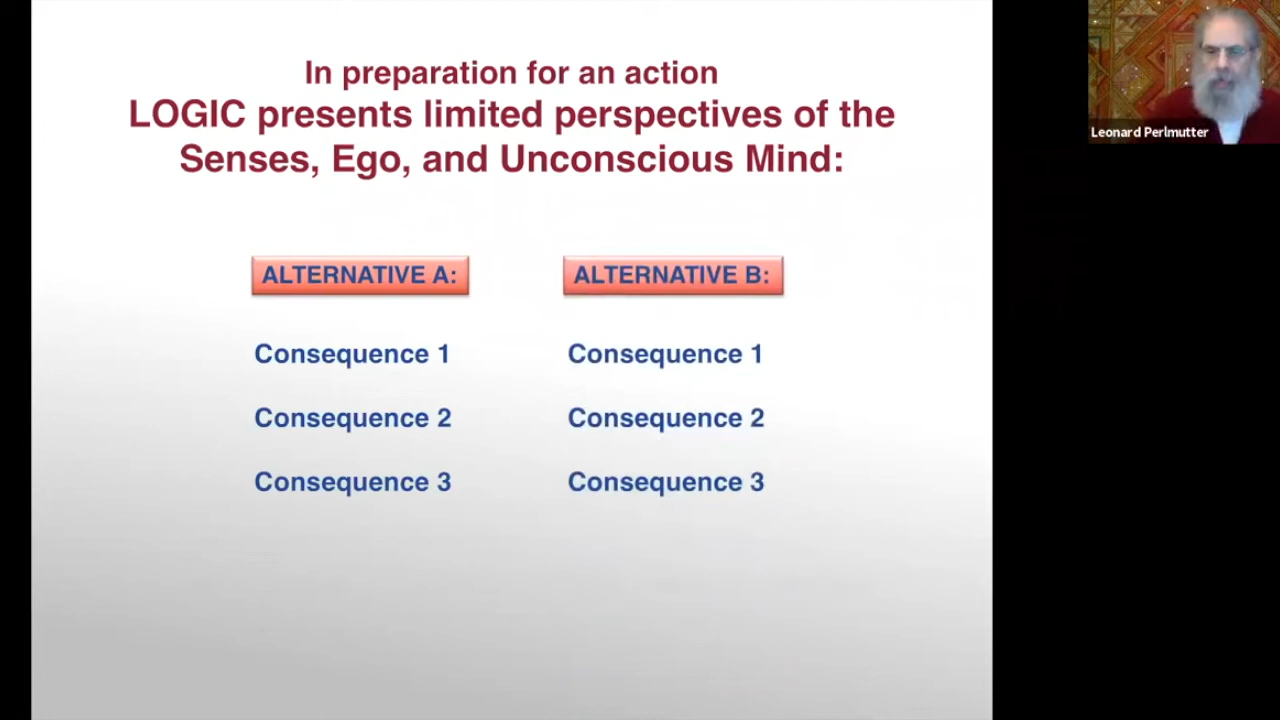 In preparation for an action
LOGIC presents limited perspectives of the
Senses, Ego, and Unconscious Mind:
ALTERNATIVE A:
Consequence 1
Consequence 2
Consequence 3
ALTERNATIVE B:
Consequence 1
Consequence 2
Consequence 3
Leonard Perlmutter